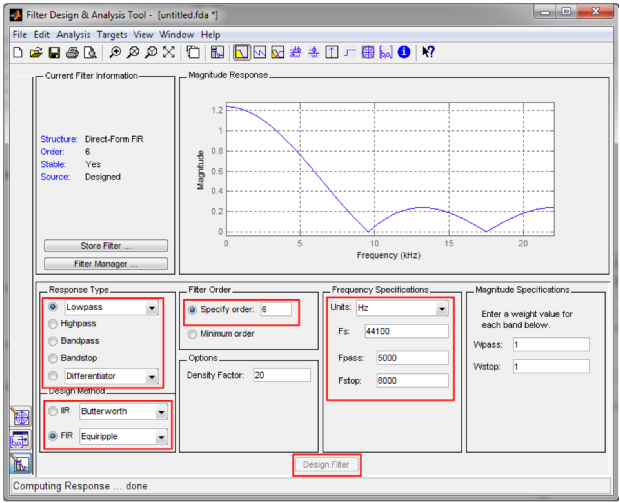 Filter Design & Analysis Tool - [untitled.fda *]
File Edit Analysis Targets View Window Help
Current Filter Information
Structure: Direct-Form FIR
Order: 6
Stable: Yes
Source: Designed
Store Filter ...
Filter Manager ...
Magnitude Response
1.2
1
0.8
0.6
0.4
0.2
0
Magnitude
0 5 10 15 20
Frequency (kHz)
Response Type
Lowpass
Highpass
Bandpass
Bandstop
Differentiator
Design Method
IIR Butterworth
FIR Equiripple
Filter Order
Specify order: 6
Minimum order
Options
Density Factor: 20
Frequency Specifications
Units: Hz
Fs: 44100
Fpass: 5000
Fstop: 8000
Magnitude Specifications
Enter a weight value for
each band below.
Wpass: 1
Wstop: 1
Design Filter
Computing Response ... done